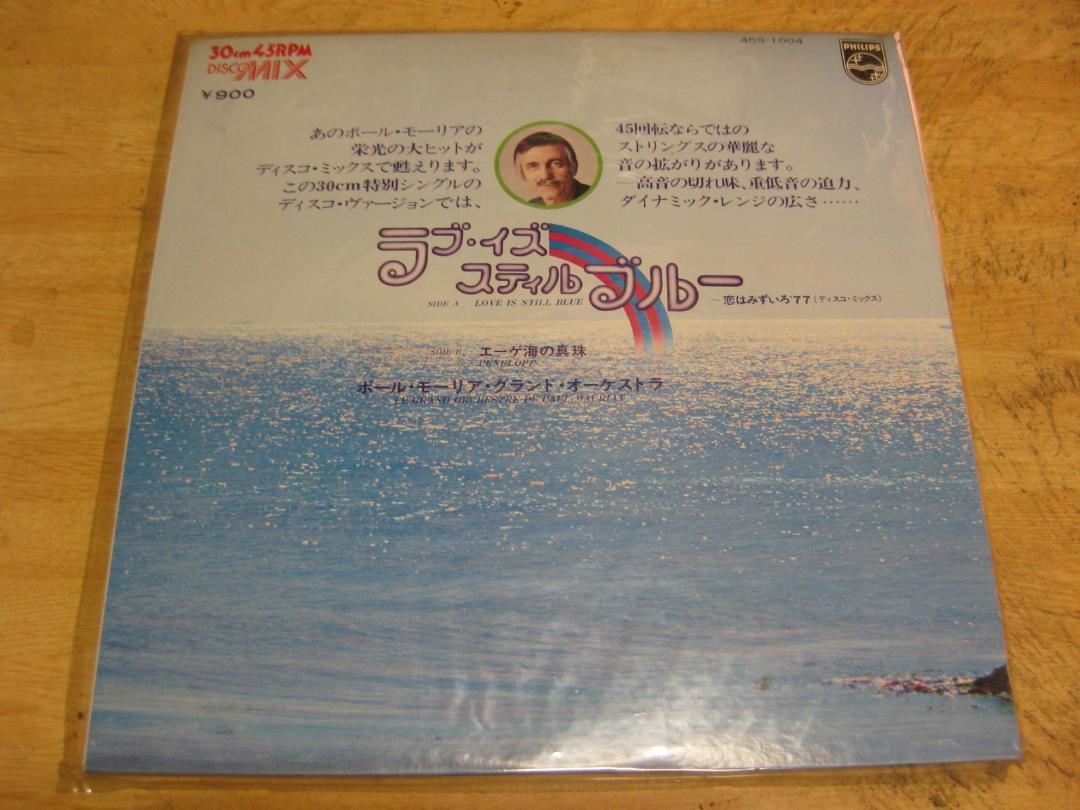 30cm 45RPM
DISCO MIX
¥900
45S-1004
PHILIPS
あのポール・モーリアの
栄光の大ヒットが
ディスコ・ミックスで甦えります。
この30cm特別シングルの
ディスコ・ヴァージョンでは、
45回転ならではの
ストリングスの華麗な
音の拡がりがあります。
—高音の切れ味、重低音の迫力、
ダイナミック・レンジの広さ……
ラブ・イズ
スティル ブルー
SIDE A LOVE IS STILL BLUE
〜恋はみずいろ'77 (ディスコ・ミックス)
SIDE B エーゲ海の真珠
PENELOPE
ポール・モーリア・グランド・オーケストラ
LE GRAND ORCHESTRE DE PAUL MAURIAT